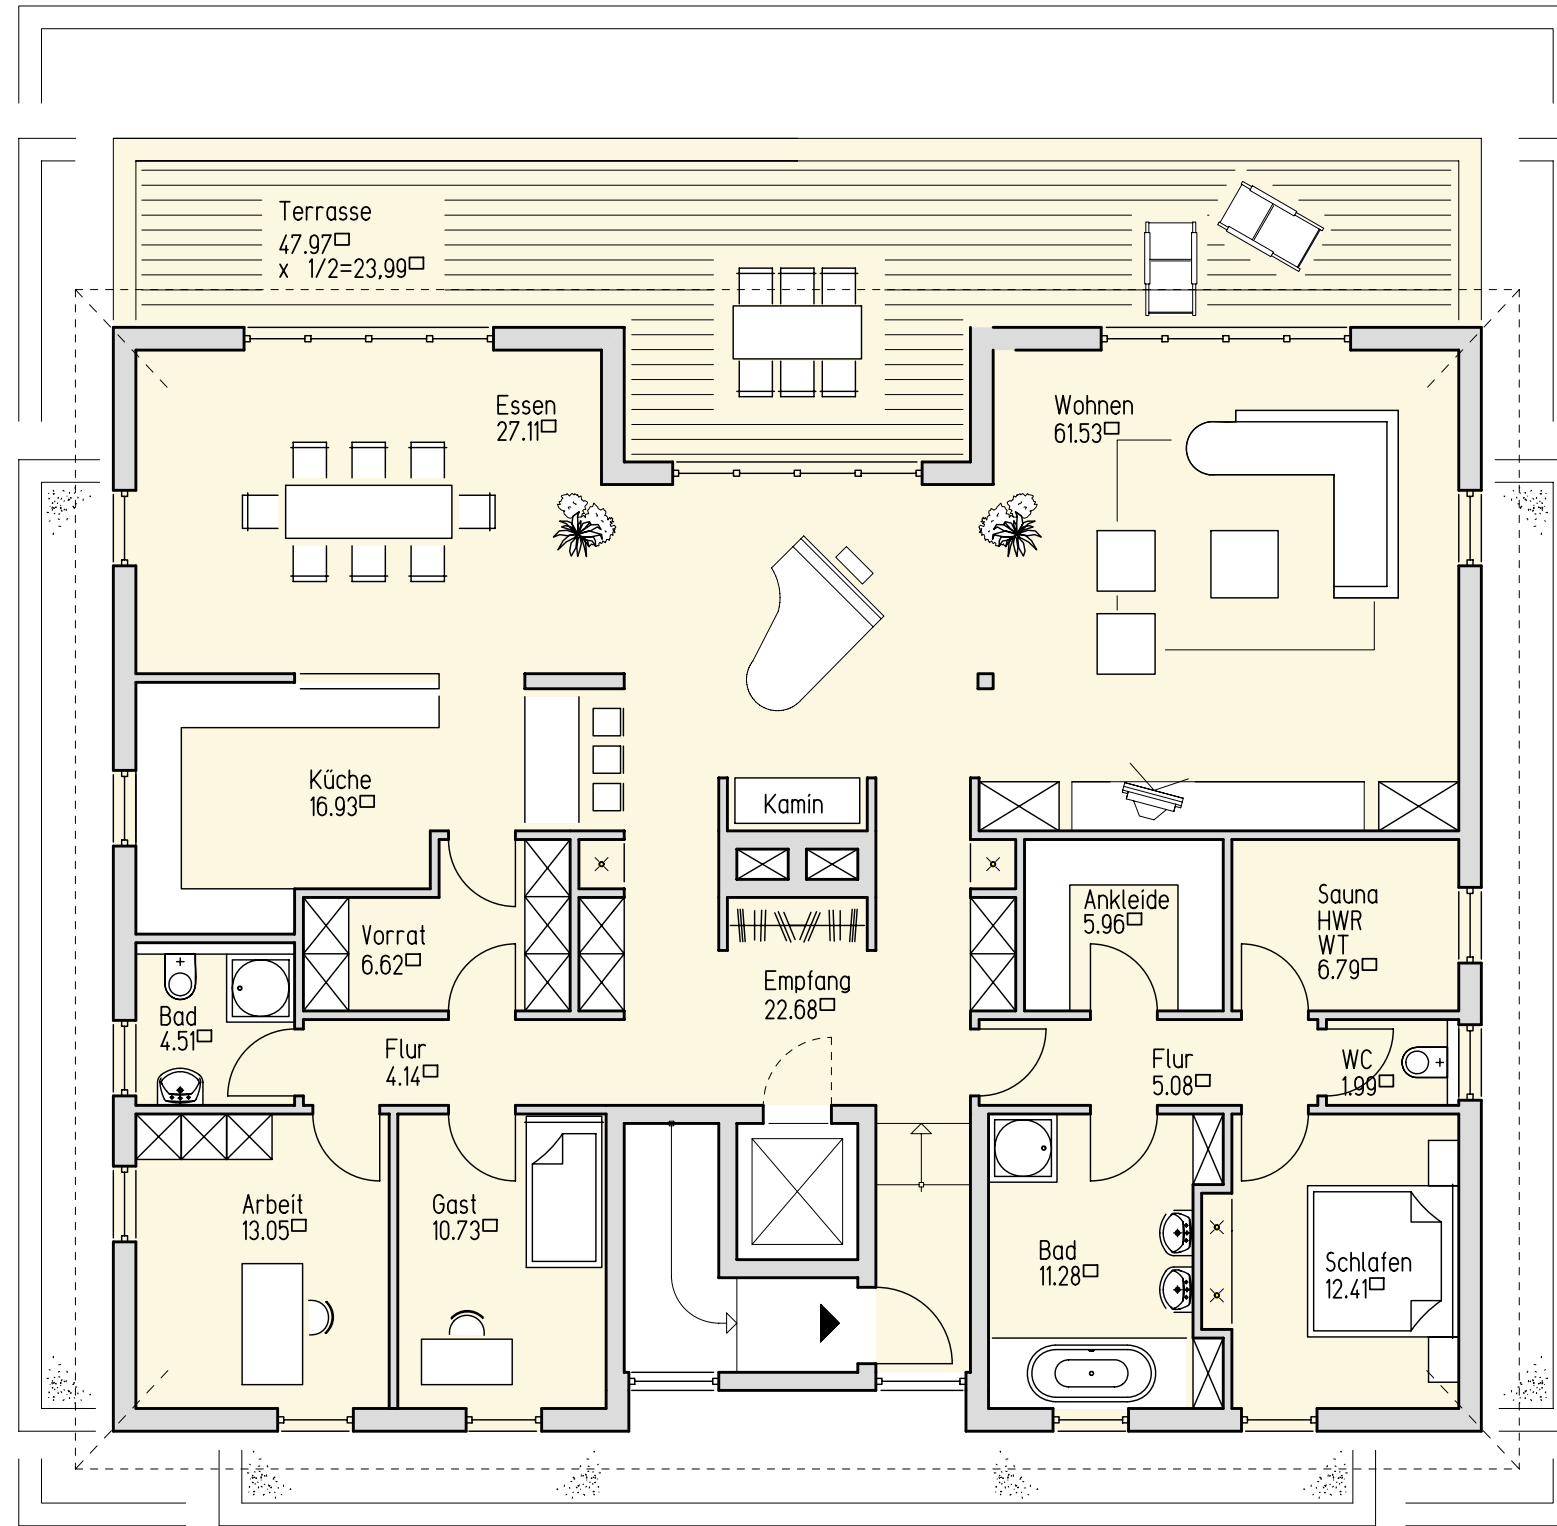 Terrasse
47.97□
x 1/2=23,99□
Essen
27.11□
Wohnen
61.53□
Küche
16.93□
Kamin
Ankleide
5.96□
Sauna
HWR
WT
6.79□
Vorrat
6.62□
Empfang
22.68□
Bad
4.51□
Flur
4.14□
Flur
5.08□
WC
1.99□
Arbeit
13.05□
Gast
10.73□
Bad
11.28□
Schlafen
12.41□